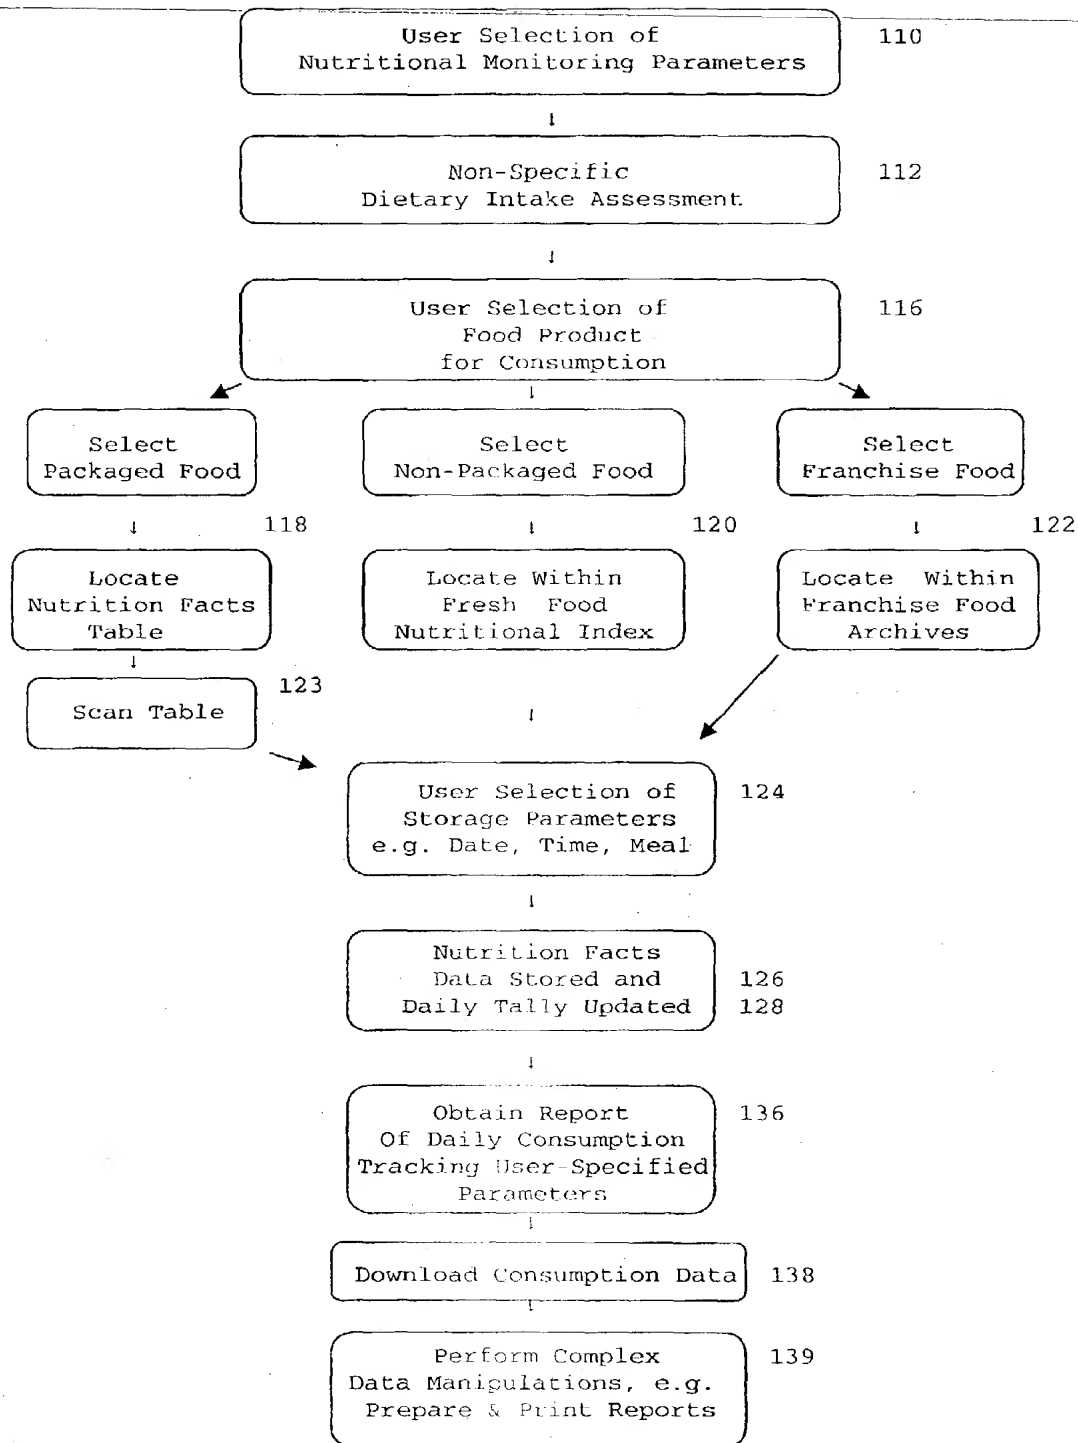 User Selection of
Nutritional Monitoring Parameters
110
Non-Specific
Dietary Intake Assessment
112
User Selection of
Food Product
for Consumption
116
Select
Packaged Food
Select
Non-Packaged Food
Select
Franchise Food
118
120
122
Locate
Nutrition Facts
Table
Locate Within
Fresh Food
Nutritional Index
Locate Within
Franchise Food
Archives
Scan Table
123
User Selection of
Storage Parameters
e.g. Date, Time, Meal
124
Nutrition Facts
Data Stored and
Daily Tally Updated
126
128
Obtain Report
Of Daily Consumption
Tracking User-Specified
Parameters
136
Download Consumption Data
138
Perform Complex
Data Manipulations, e.g.
Prepare & Print Reports
139